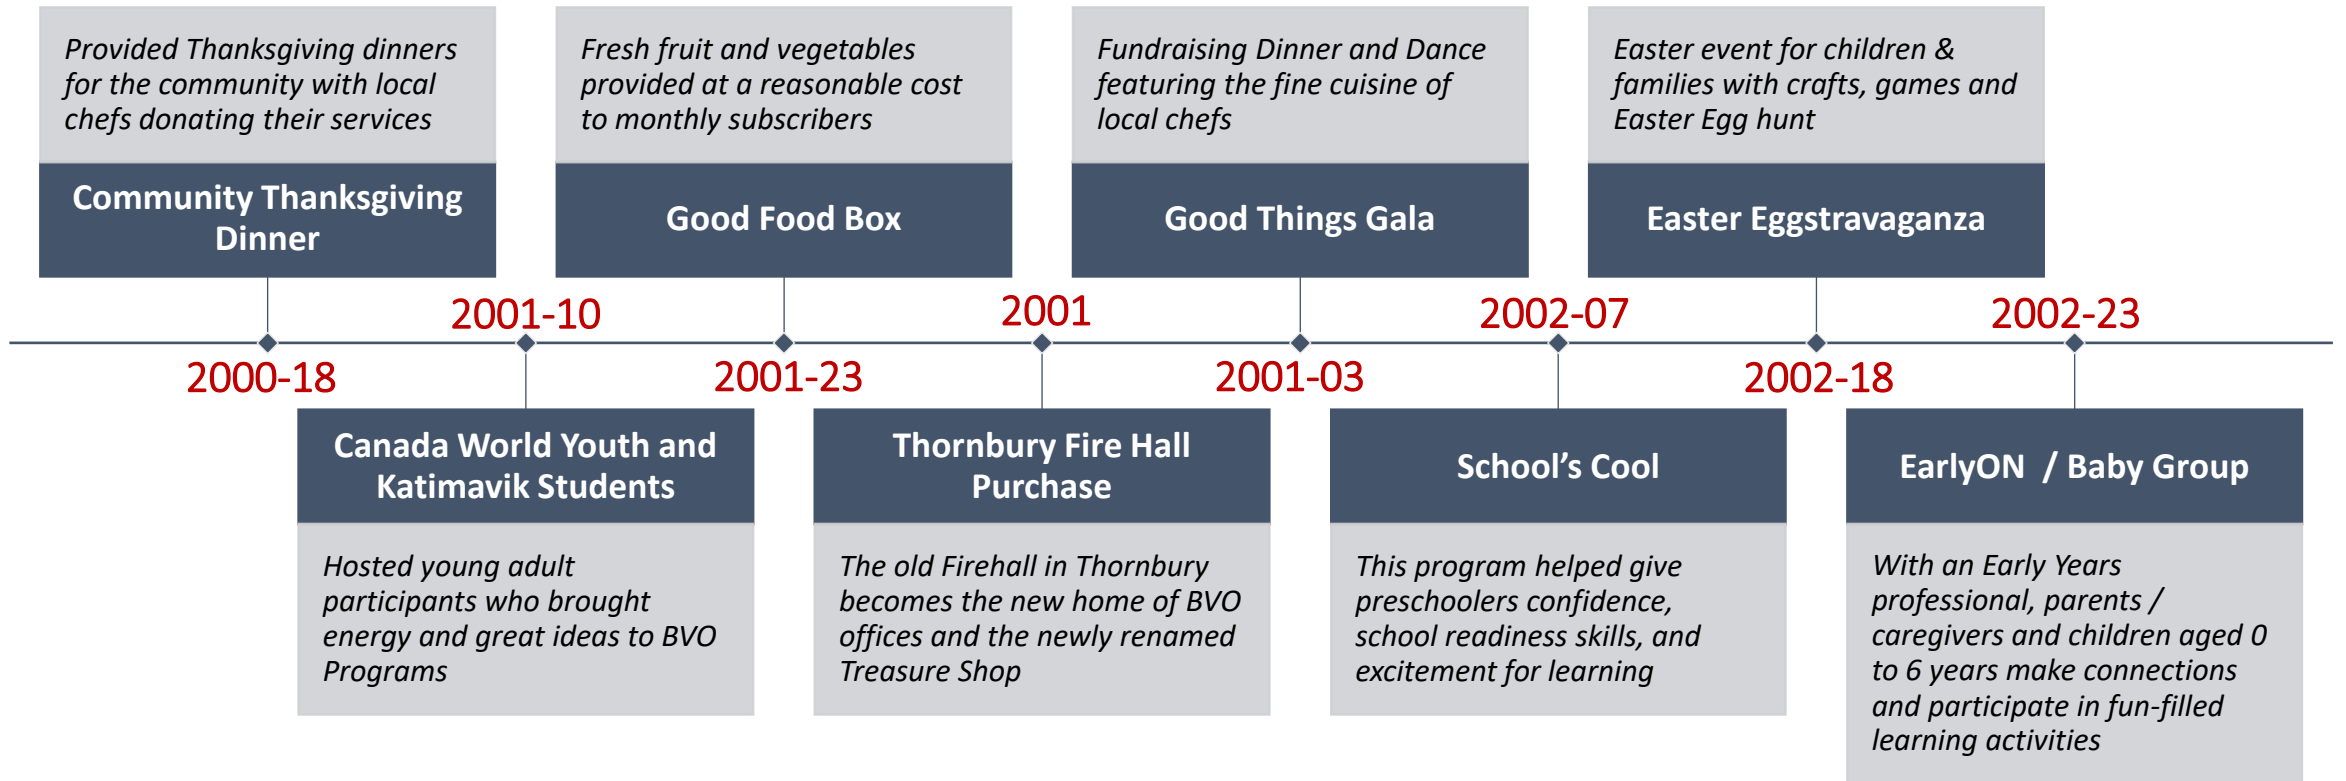 Provided Thanksgiving dinners
for the community with local
chefs donating their services
Community Thanksgiving
Dinner
2000-18
2001-10
Canada World Youth and
Katimavik Students
Hosted young adult
participants who brought
energy and great ideas to BVO
Programs
Fresh fruit and vegetables
provided at a reasonable cost
to monthly subscribers
Good Food Box
2001-23
2001
Thornbury Fire Hall
Purchase
The old Firehall in Thornbury
becomes the new home of BVO
offices and the newly renamed
Treasure Shop
Fundraising Dinner and Dance
featuring the fine cuisine of
local chefs
Good Things Gala
2001-03
2002-07
School’s Cool
This program helped give
preschoolers confidence,
school readiness skills, and
excitement for learning
Easter event for children &
families with crafts, games and
Easter Egg hunt
Easter Eggstravaganza
2002-18
2002-23
EarlyON / Baby Group
With an Early Years
professional, parents /
caregivers and children aged 0
to 6 years make connections
and participate in fun-filled
learning activities